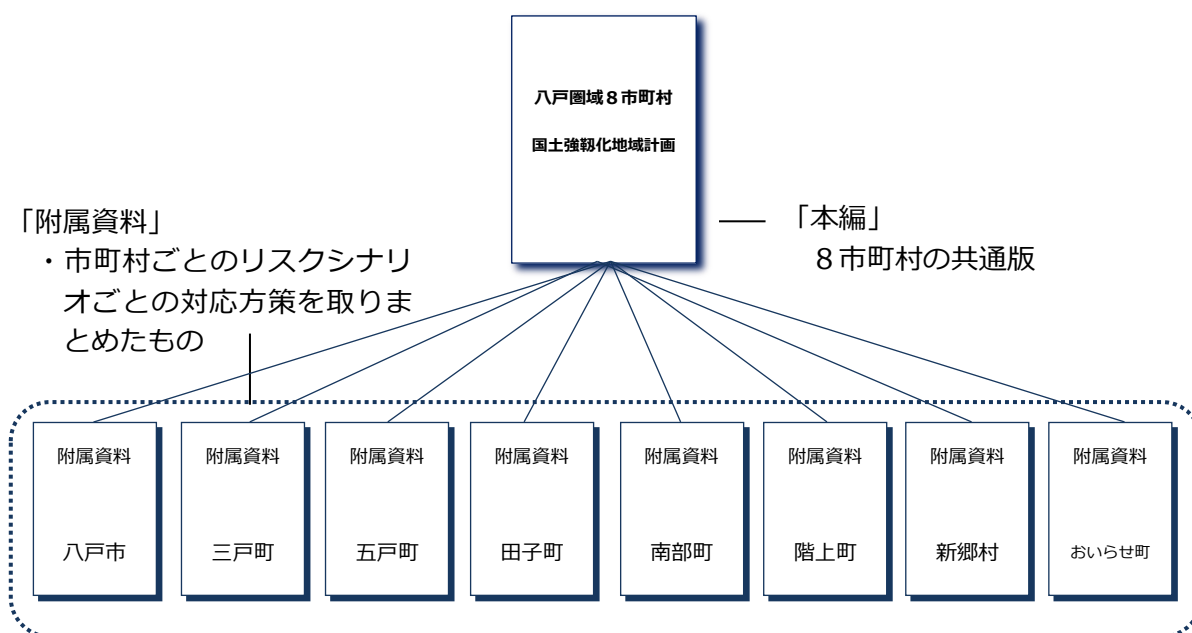 八戸圏域８市町村
国土強靱化地域計画
「附属資料」
・市町村ごとのリスクシナリ
オごとの対応方策を取りま
とめたもの
「本編」
８市町村の共通版
附属資料
八戸市
附属資料
三戸町
附属資料
五戸町
附属資料
田子町
附属資料
南部町
附属資料
階上町
附属資料
新郷村
附属資料
おいらせ町